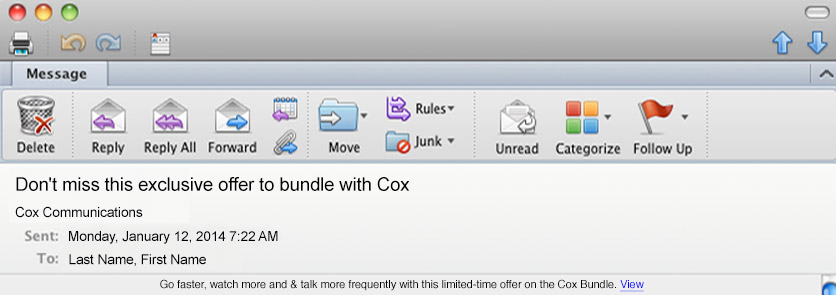 Message
Delete
Reply
Reply All
Forward
Move
Rules
Junk
Unread
Categorize
Follow Up
Don't miss this exclusive offer to bundle with Cox
Cox Communications
Sent: Monday, January 12, 2014 7:22 AM
To: Last Name, First Name
Go faster, watch more and & talk more frequently with this limited-time offer on the Cox Bundle. View